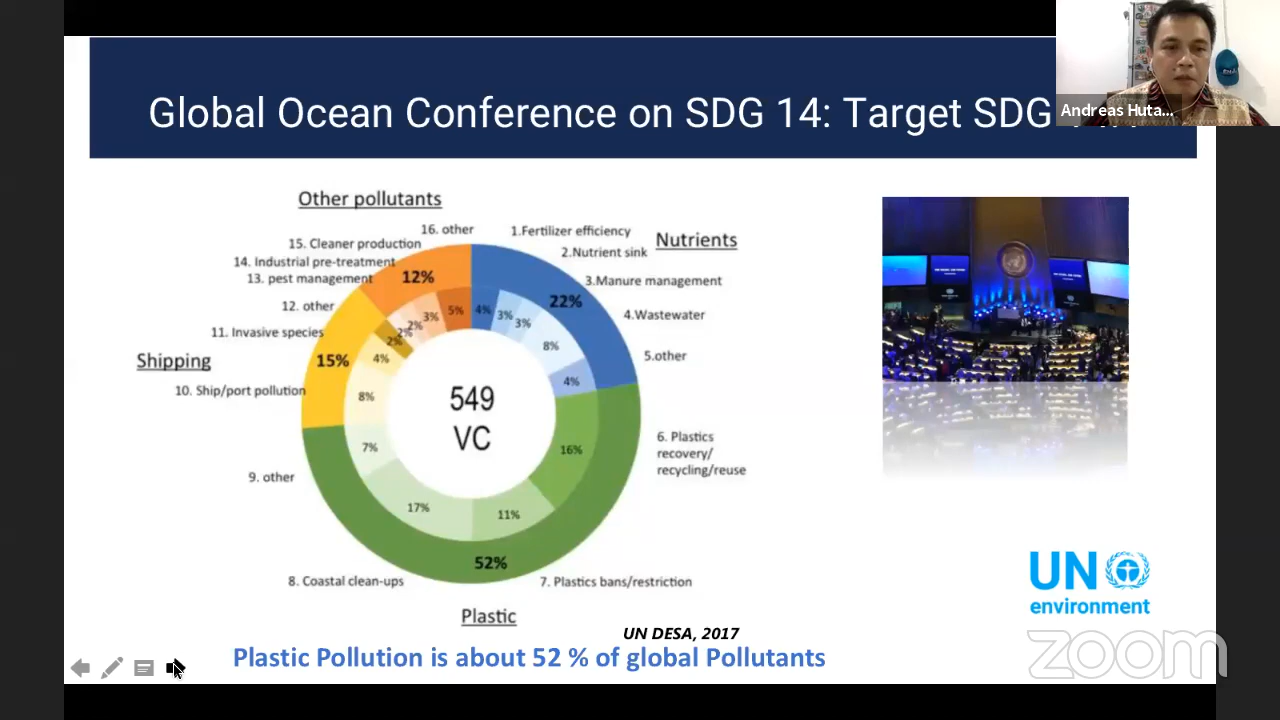 Global Ocean Conference on SDG 14: Target SDG
Andreas Huta...
Other pollutants
16. other
1.Fertilizer efficiency
15. Cleaner production
Nutrients
2.Nutrient sink
14. Industrial pre-treatment
13. pest management
3.Manure management
12%
22%
12. other
4.Wastewater
11. Invasive species
5.other
Shipping
15%
10. Ship/port pollution
5%
4%
3%
3%
3%
2%
2%
2%
4%
8%
4%
8%
7%
16%
17%
11%
549
VC
6. Plastics
recovery/
recycling/reuse
9. other
52%
8. Coastal clean-ups
7. Plastics bans/restriction
Plastic
UN DESA, 2017
Plastic Pollution is about 52 % of global Pollutants
UN
environment
zoom